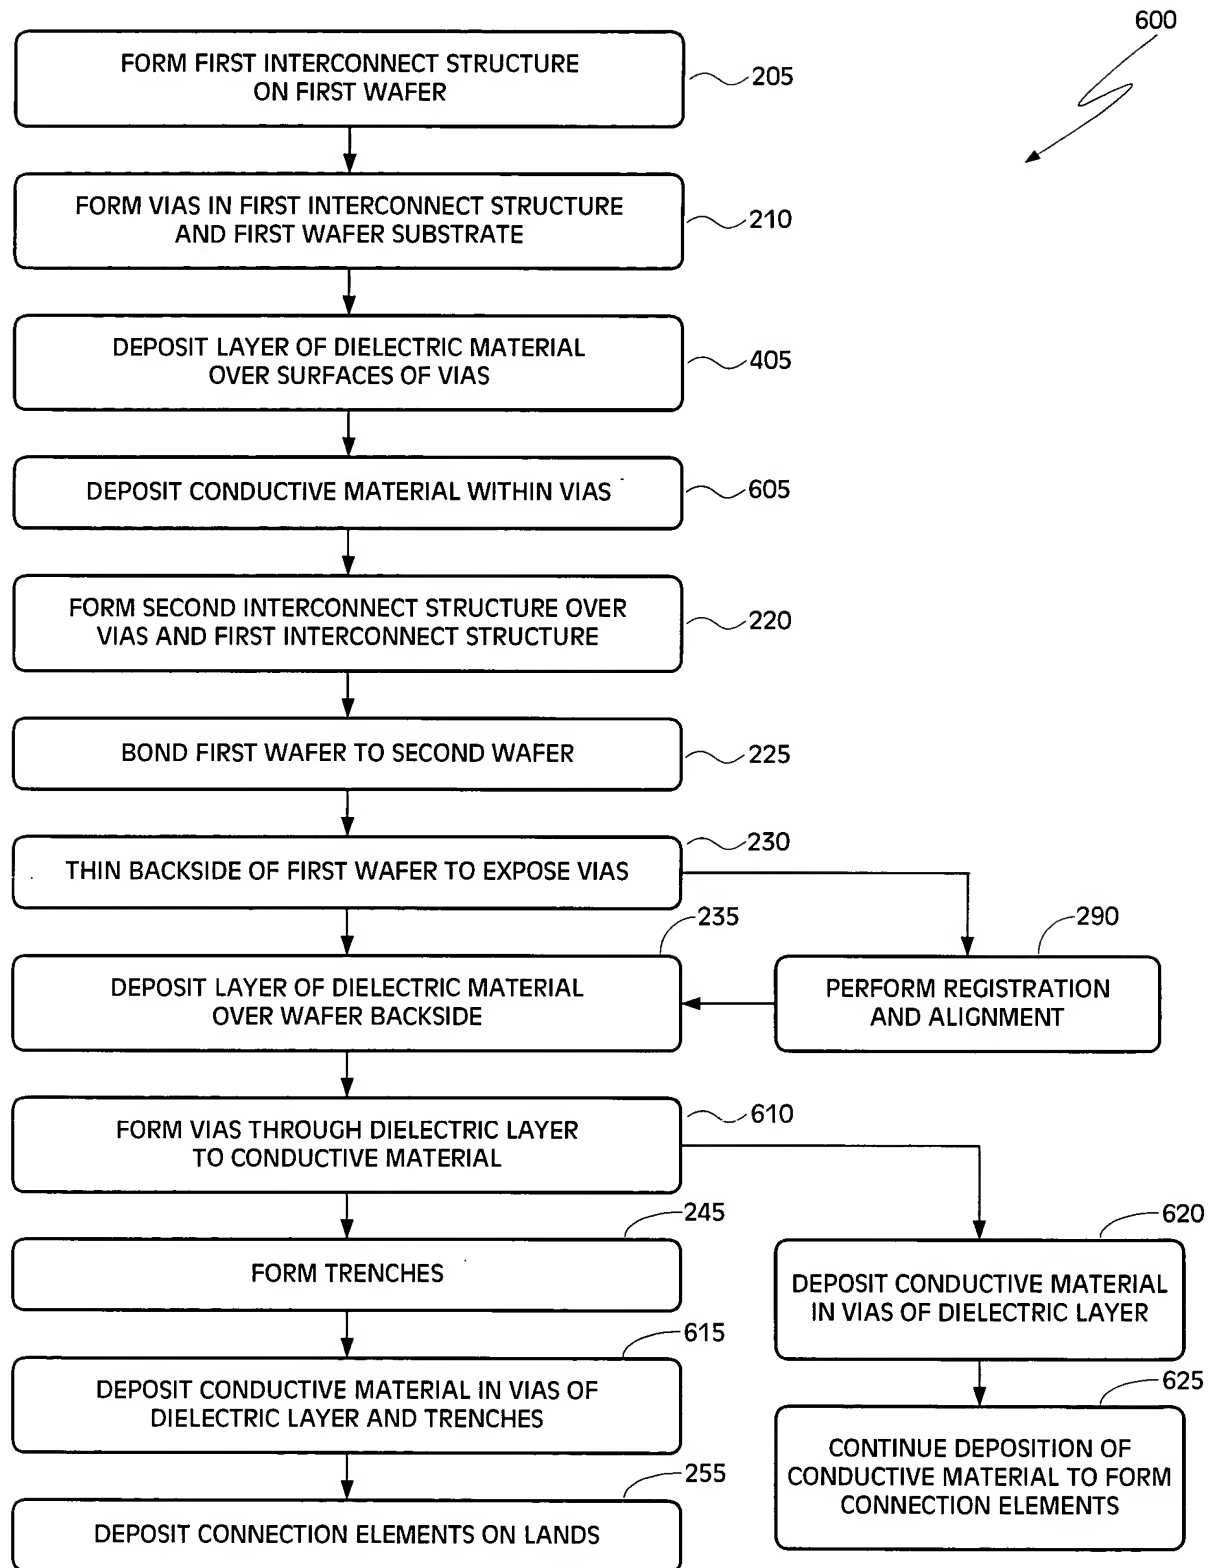 600
FORM FIRST INTERCONNECT STRUCTURE
ON FIRST WAFER
205
FORM VIAS IN FIRST INTERCONNECT STRUCTURE
AND FIRST WAFER SUBSTRATE
210
DEPOSIT LAYER OF DIELECTRIC MATERIAL
OVER SURFACES OF VIAS
405
DEPOSIT CONDUCTIVE MATERIAL WITHIN VIAS
605
FORM SECOND INTERCONNECT STRUCTURE OVER
VIAS AND FIRST INTERCONNECT STRUCTURE
220
BOND FIRST WAFER TO SECOND WAFER
225
THIN BACKSIDE OF FIRST WAFER TO EXPOSE VIAS
230
235
DEPOSIT LAYER OF DIELECTRIC MATERIAL
OVER WAFER BACKSIDE
290
PERFORM REGISTRATION
AND ALIGNMENT
FORM VIAS THROUGH DIELECTRIC LAYER
TO CONDUCTIVE MATERIAL
610
245
FORM TRENCHES
615
DEPOSIT CONDUCTIVE MATERIAL IN VIAS OF
DIELECTRIC LAYER AND TRENCHES
255
DEPOSIT CONNECTION ELEMENTS ON LANDS
620
DEPOSIT CONDUCTIVE MATERIAL
IN VIAS OF DIELECTRIC LAYER
625
CONTINUE DEPOSITION OF
CONDUCTIVE MATERIAL TO FORM
CONNECTION ELEMENTS